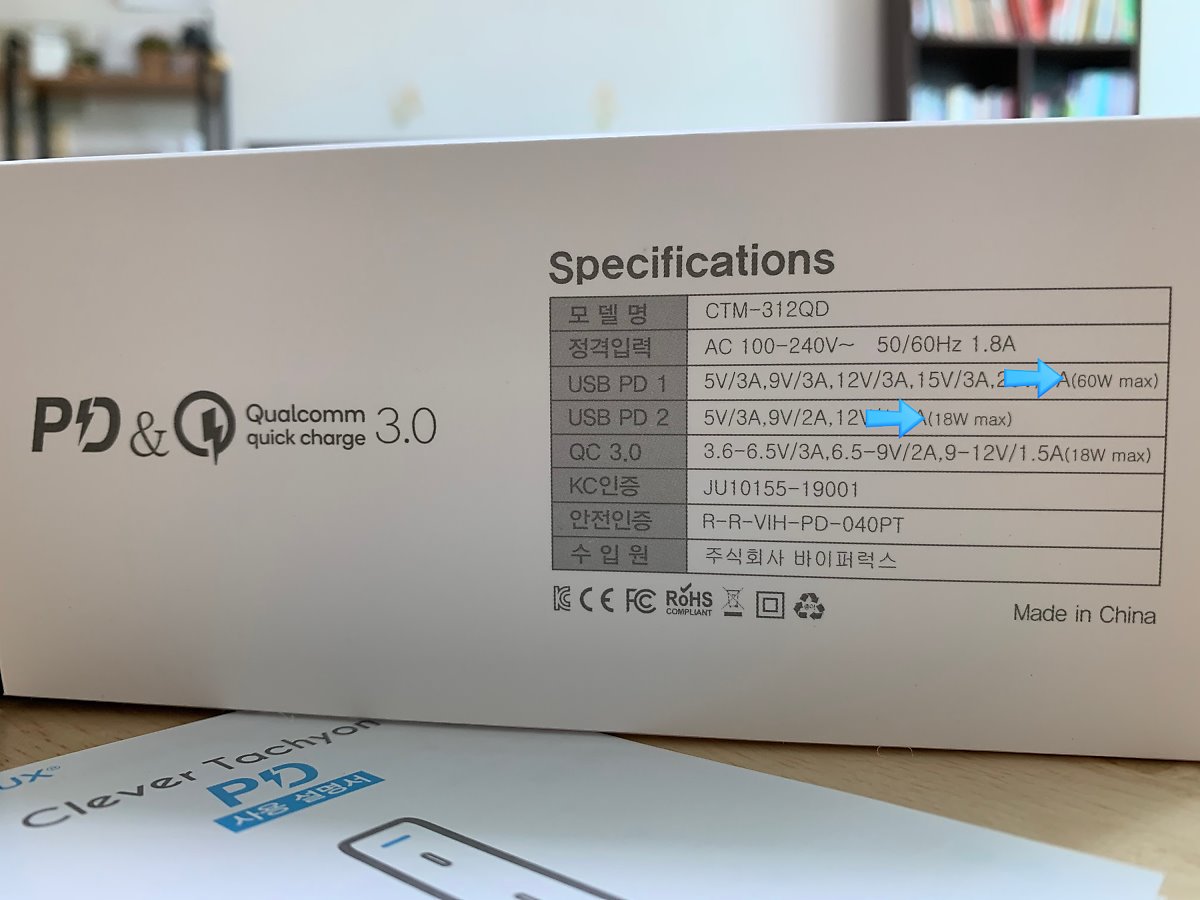 Specifications
모델명 CTM-312QD
정격입력 AC 100-240V~ 50/60Hz 1.8A
USB PD 1 5V/3A,9V/3A,12V/3A,15V/3A, A(60W max)
USB PD 2 5V/3A,9V/2A,12V (18W max)
QC 3.0 3.6-6.5V/3A,6.5-9V/2A,9-12V/1.5A(18W max)
KC인증 JU10155-19001
안전인증 R-R-VIH-PD-040PT
수입원 주식회사 바이퍼럭스
PD & Qualcomm quick charge 3.0
CE FC RoHS COMPLIANT
Made in China
UX®
Clever Tachyon
PD
사용 설명서